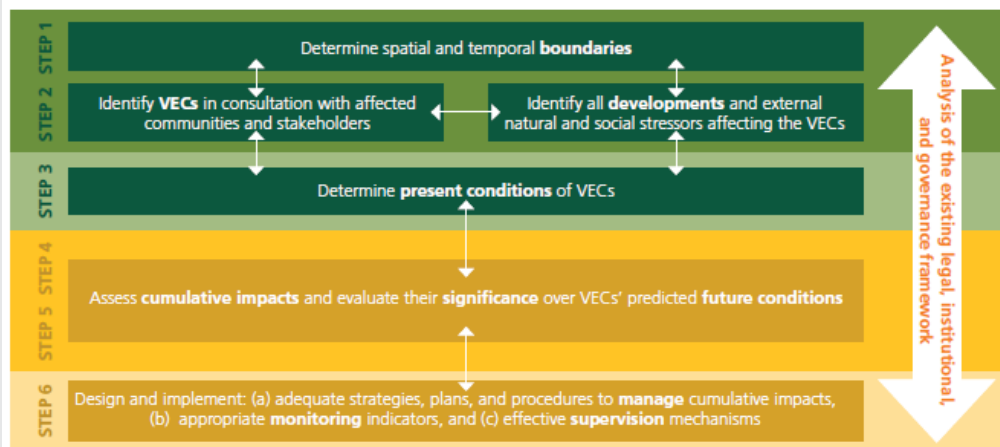 STEP 1
Determine spatial and temporal boundaries
STEP 2
Identify VECs in consultation with affected
communities and stakeholders
Identify all developments and external
natural and social stressors affecting the VECs
STEP 3
Determine present conditions of VECs
STEP 4
STEP 5
Assess cumulative impacts and evaluate their significance over VECs’ predicted future conditions
STEP 6
Design and implement: (a) adequate strategies, plans, and procedures to manage cumulative impacts,
(b) appropriate monitoring indicators, and (c) effective supervision mechanisms
Analysis of the existing legal, institutional,
and governance framework